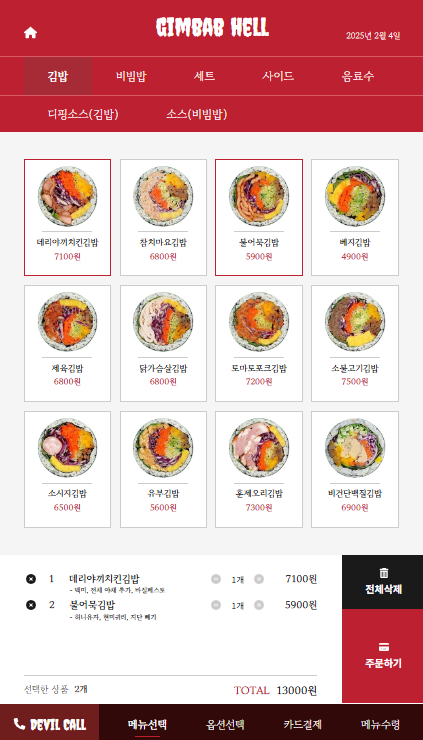 GIMBAB HELL
2025년 2월 4일
김밥 비빔밥 세트 사이드 음료수
디핑소스(김밥) 소스(비빔밥)
데리야끼치킨김밥 참치마요김밥 불어묵김밥 베지김밥
7100원 6800원 5900원 4900원
제육김밥 닭가슴살김밥 토마토포크김밥 소불고기김밥
6800원 6800원 7200원 7500원
소시지김밥 유부김밥 훈제오리김밥 비건단백질김밥
6500원 5600원 7300원 6900원
1 데리야끼치킨김밥 1개 7100원
- 백미, 전체 야채 추가, 바질페스토
2 불어묵김밥 1개 5900원
- 허니유자, 현미귀리, 지단 빼기
전체삭제
주문하기
선택한 상품 2개 TOTAL 13000원
DEVIL CALL 메뉴선택 옵션선택 카드결제 메뉴수령